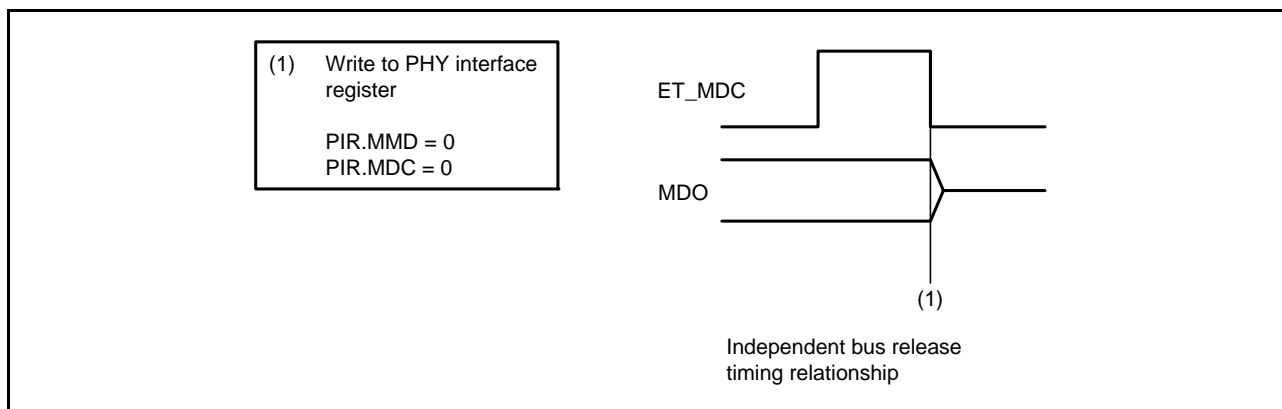 (1) Write to PHY interface
register
PIR.MMD = 0
PIR.MDC = 0
ET_MDC
MDO
(1)
Independent bus release
timing relationship